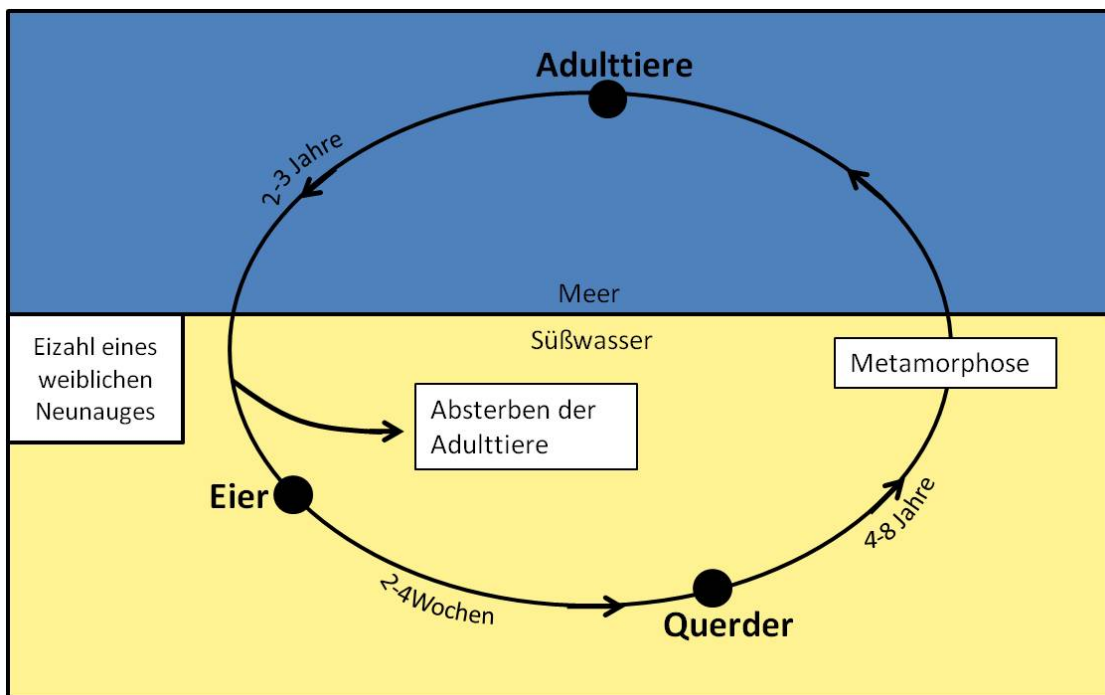 Adulttiere
2-3 Jahre
Meer
Süßwasser
Eizahl eines
weiblichen
Neunauges
Metamorphose
Absterben der
Adulttiere
Eier
4-8 Jahre
2-4Wochen
Querder